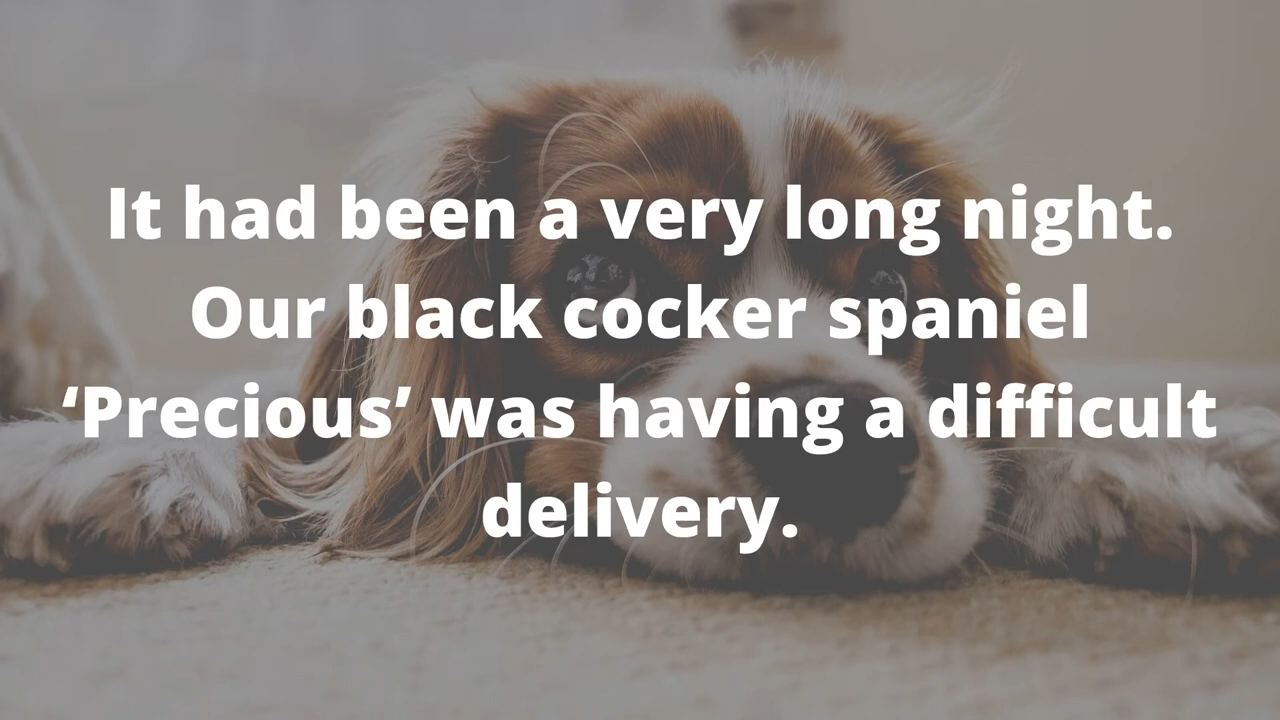 It had been a very long night.
Our black cocker spaniel
‘Precious’ was having a difficult
delivery.